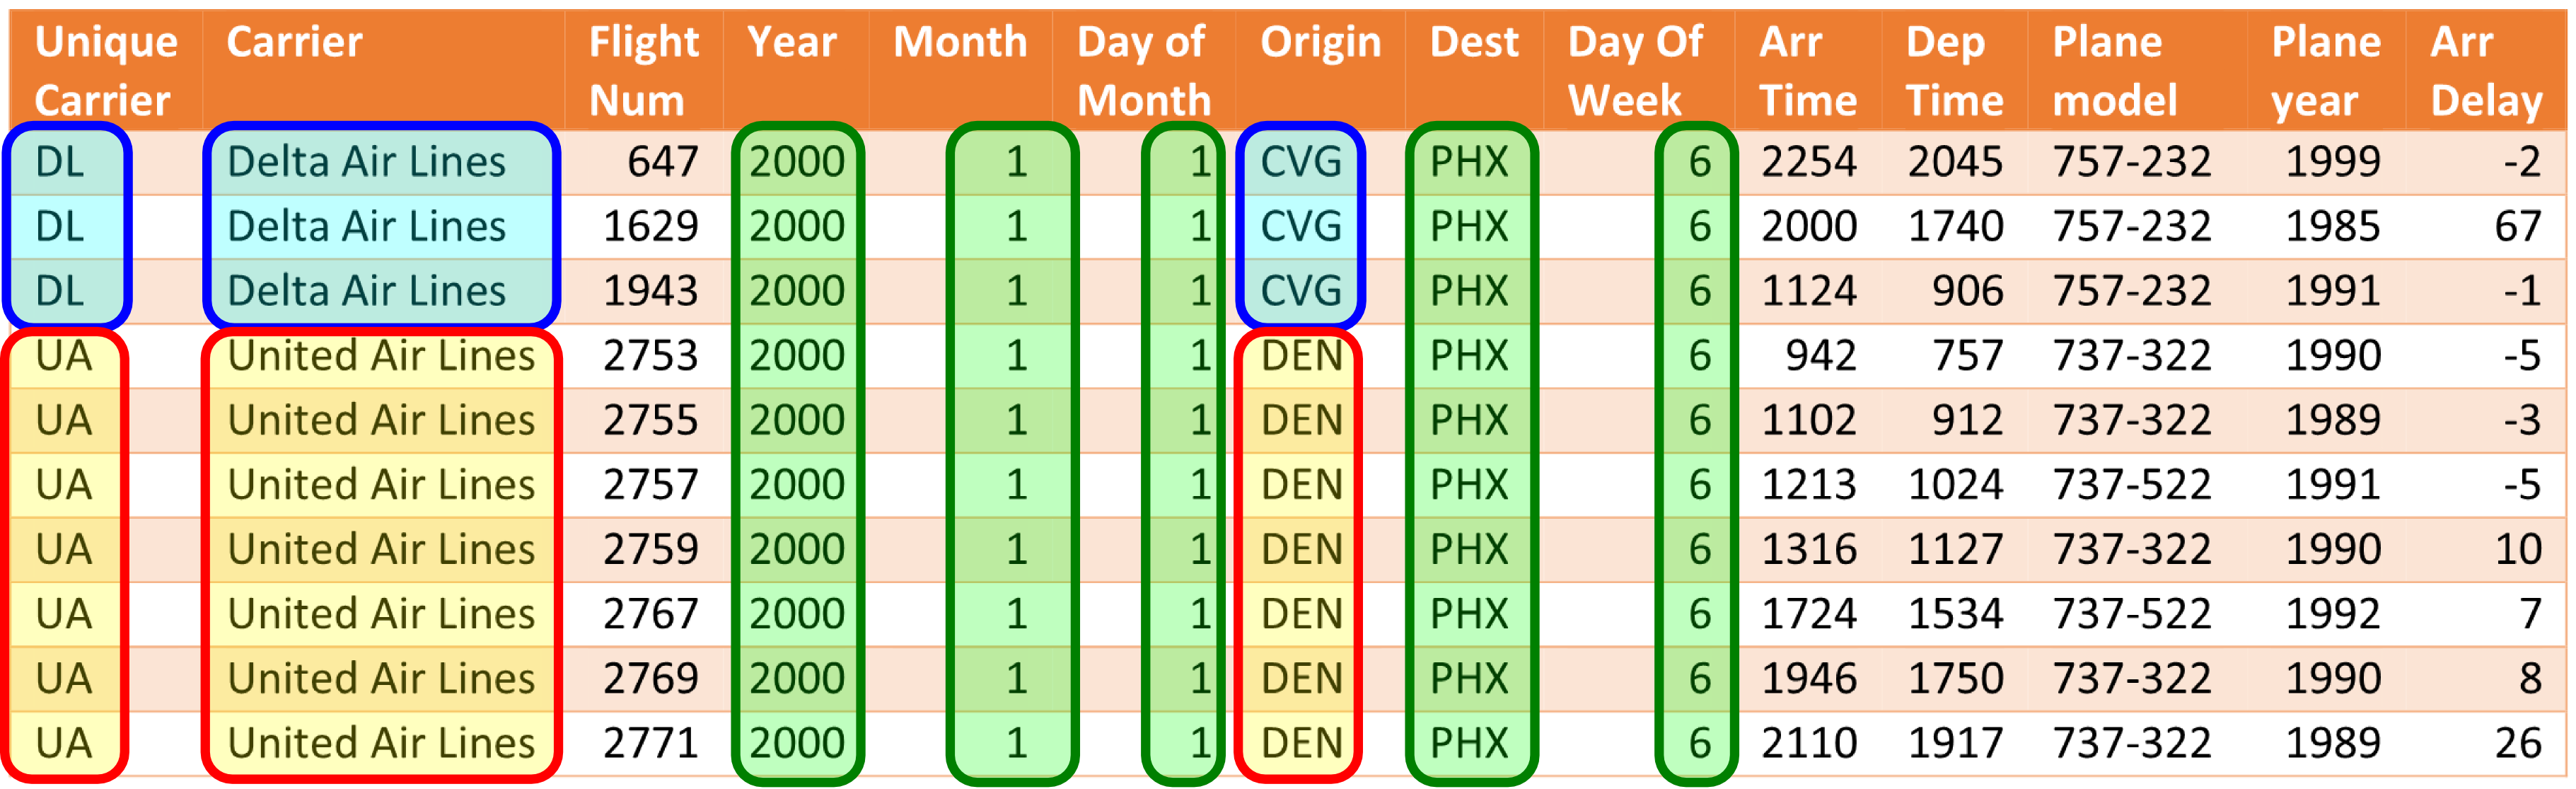 Unique Carrier Flight Year Month Day of Origin Dest Day Of Arr Dep Plane Plane Arr
Carrier Num Month Week Time Time model year Delay
DL Delta Air Lines 647 2000 1 1 CVG PHX 6 2254 2045 757-232 1999 -2
DL Delta Air Lines 1629 2000 1 1 CVG PHX 6 2000 1740 757-232 1985 67
DL Delta Air Lines 1943 2000 1 1 CVG PHX 6 1124 906 757-232 1991 -1
UA United Air Lines 2753 2000 1 1 DEN PHX 6 942 757 737-322 1990 -5
UA United Air Lines 2755 2000 1 1 DEN PHX 6 1102 912 737-322 1989 -3
UA United Air Lines 2757 2000 1 1 DEN PHX 6 1213 1024 737-522 1991 -5
UA United Air Lines 2759 2000 1 1 DEN PHX 6 1316 1127 737-322 1990 10
UA United Air Lines 2767 2000 1 1 DEN PHX 6 1724 1534 737-522 1992 7
UA United Air Lines 2769 2000 1 1 DEN PHX 6 1946 1750 737-322 1990 8
UA United Air Lines 2771 2000 1 1 DEN PHX 6 2110 1917 737-322 1989 26